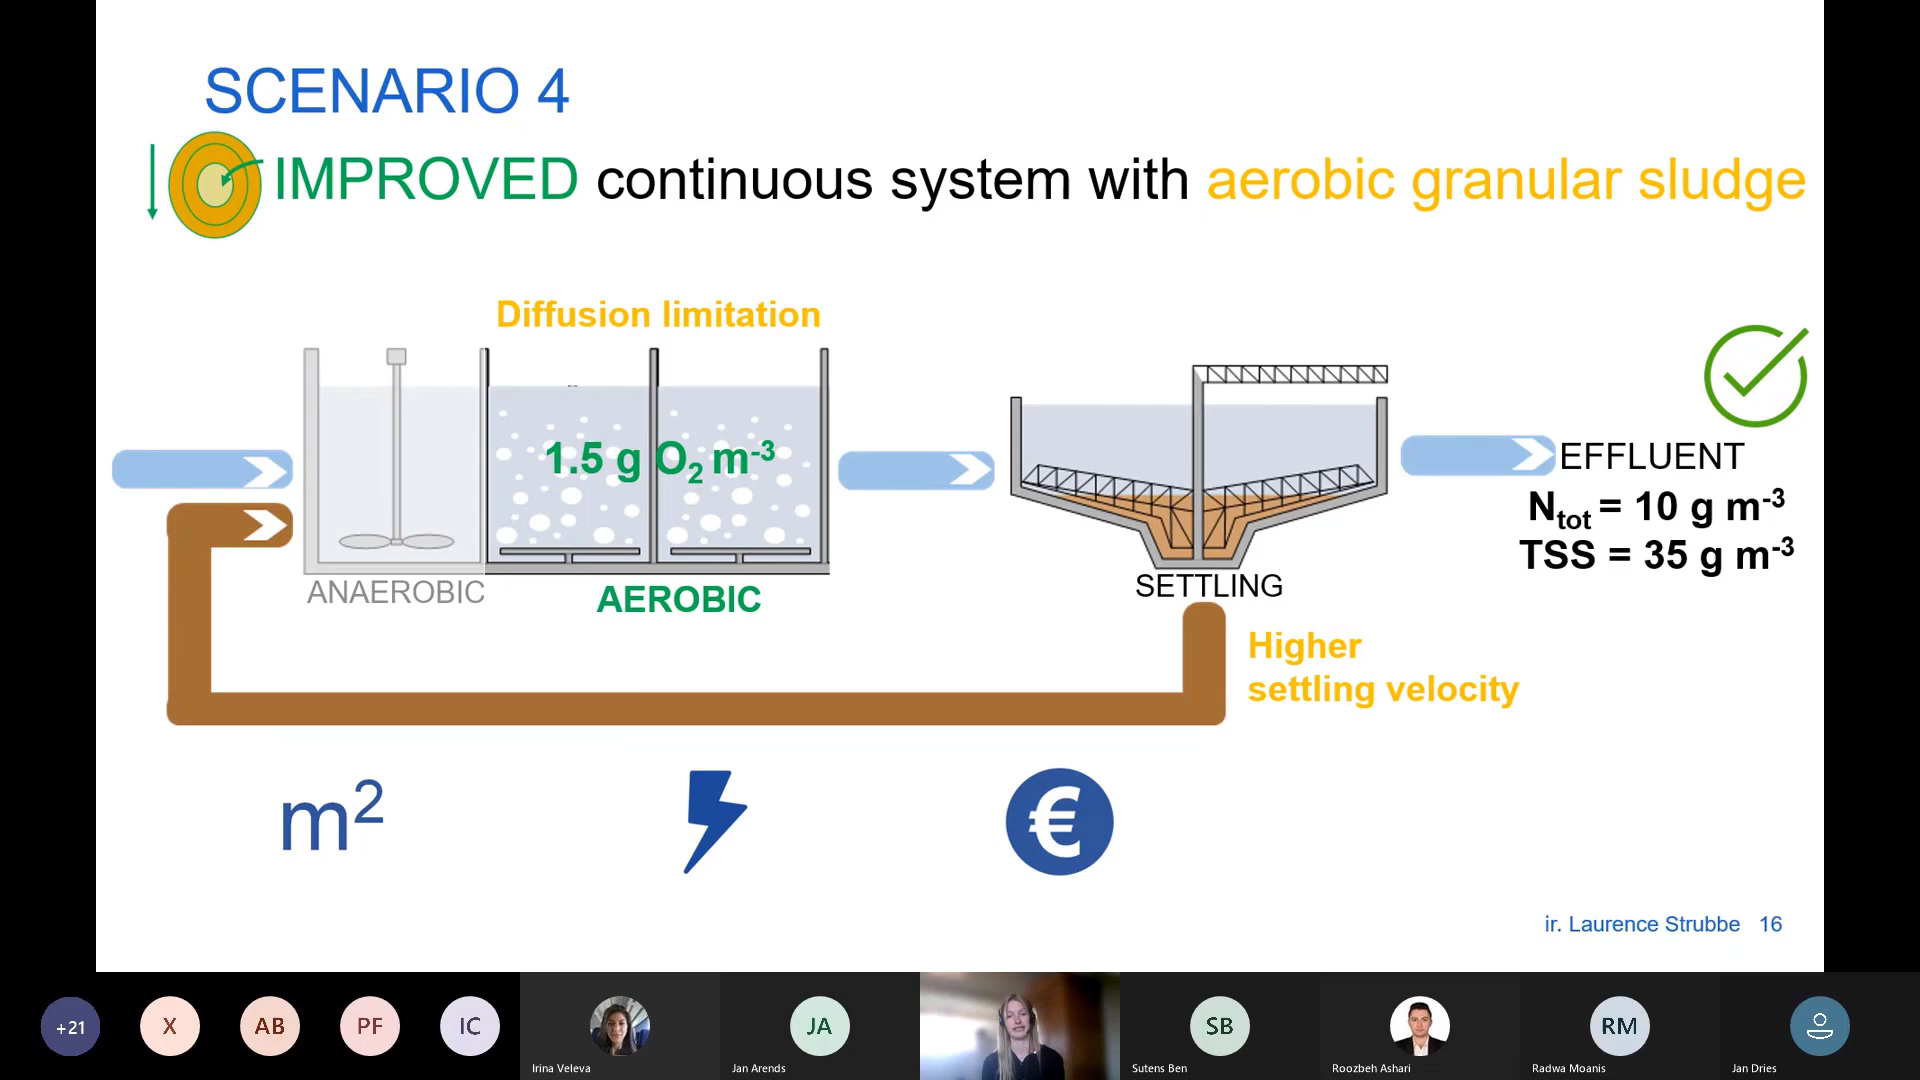 SCENARIO 4
IMPROVED continuous system with aerobic granular sludge
Diffusion limitation
1.5 g O₂ m⁻³
ANAEROBIC
AEROBIC
SETTLING
EFFLUENT
Nₜₒₜ = 10 g m⁻³
TSS = 35 g m⁻³
Higher
settling velocity
m²
€
ir. Laurence Strubbe 16
+21
X
AB
PF
IC
Irina Veleva
JA
Jan Arends
SB
Sutens Ben
Roozbeh Ashari
RM
Radwa Moanis
Jan Dries